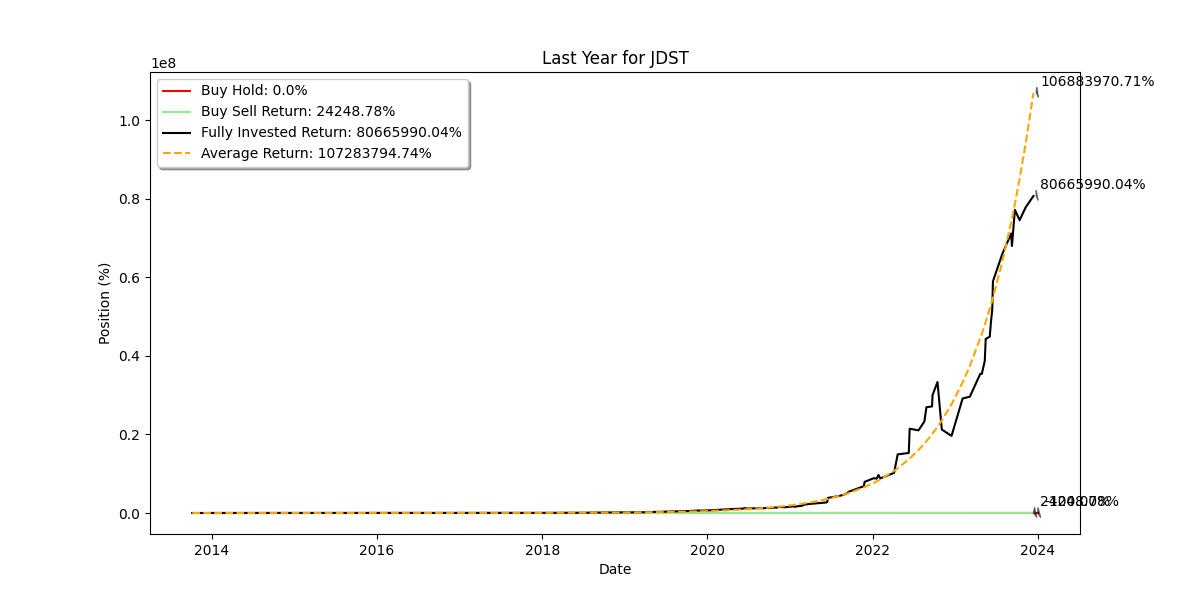 Last Year for JDST
1e8
Buy Hold: 0.0%
Buy Sell Return: 24248.78%
Fully Invested Return: 80665990.04%
Average Return: 107283794.74%
106883970.71%
80665990.04%
1.0
0.8
0.6
0.4
0.2
0.0
Position (%)
2014
2016
2018
2020
2022
2024
Date